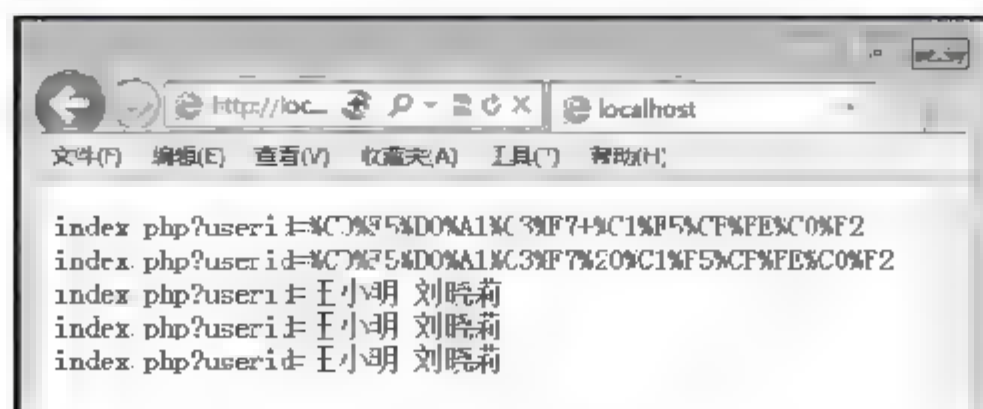 http://loc... localhost
文件(F) 编辑(E) 查看(V) 收藏夹(A) 工具(T) 帮助(H)
index.php?userid=%CD%F5%D0%A1%C3%F7+%C1%F5%CF%FE%C0%F2
index.php?userid=%CD%F5%D0%A1%C3%F7%20%C1%F5%CF%FE%C0%F2
index.php?userid=王小明 刘晓莉
index.php?userid=王小明 刘晓莉
index.php?userid=王小明 刘晓莉